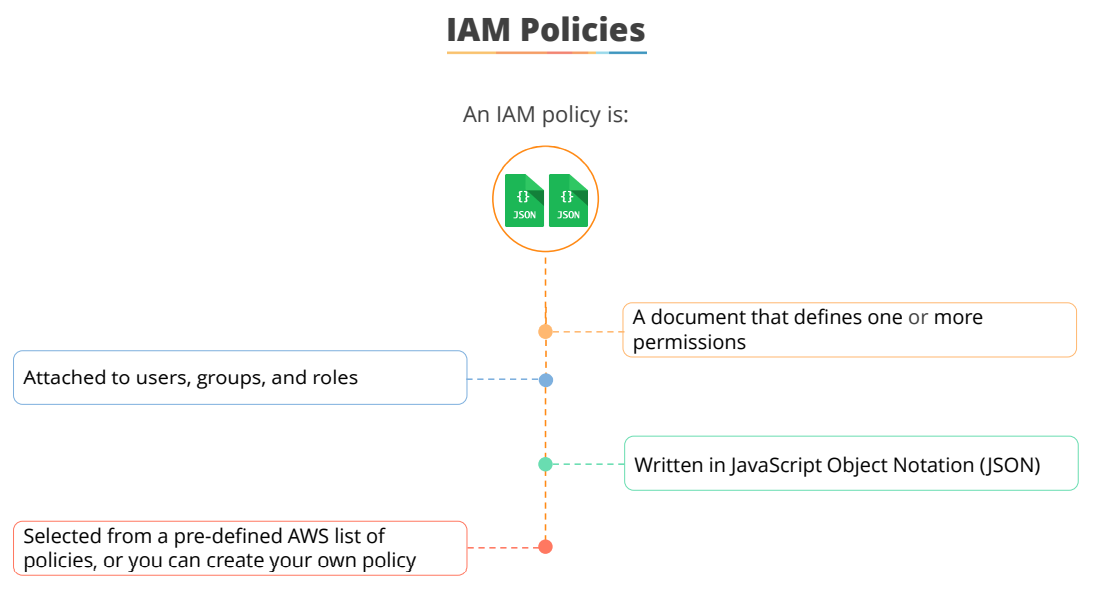 IAM Policies
An IAM policy is:
{} {}
JSON JSON
A document that defines one or more
permissions
Attached to users, groups, and roles
Written in JavaScript Object Notation (JSON)
Selected from a pre-defined AWS list of
policies, or you can create your own policy